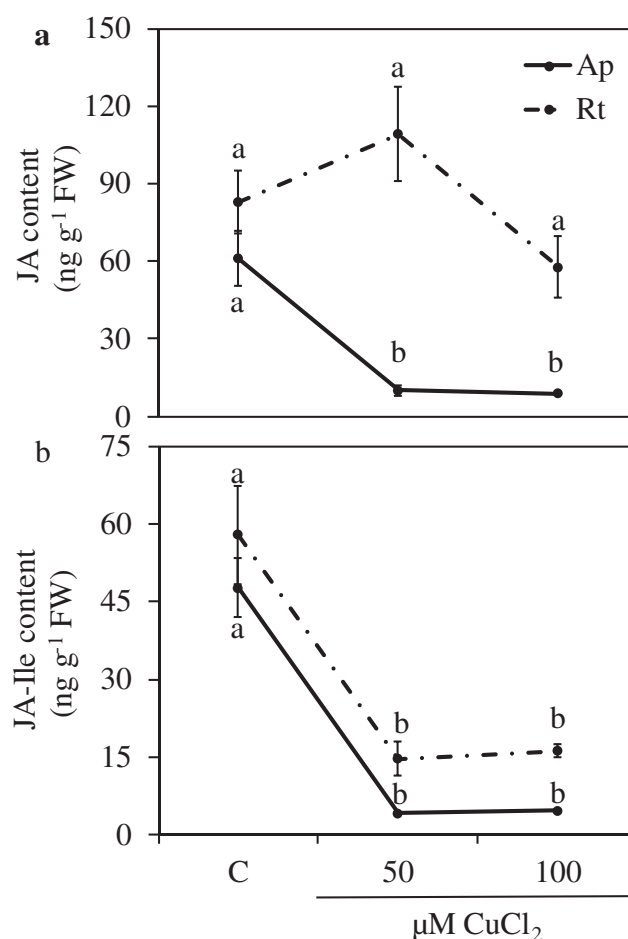 a
150
120
90
60
30
0
JA content
(ng g⁻¹ FW)
Ap
Rt
a
a
a
a
b
b
b
75
60
45
30
15
0
JA-Ile content
(ng g⁻¹ FW)
a
a
b
b
b
b
C
50
100
µM CuCl₂